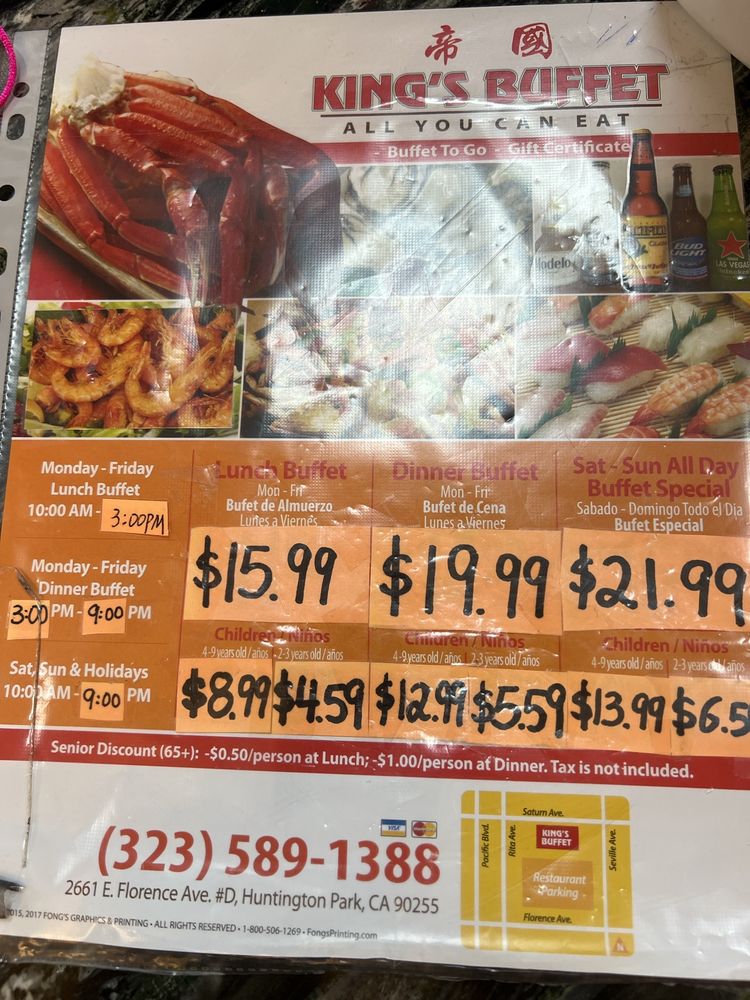 帝 國
KING'S BUFFET
ALL YOU CAN EAT
Buffet To Go - Gift Certificate
Modelo
BUD
LIGHT
LAS VEGAS
Heineken
Monday - Friday
Lunch Buffet
10:00 AM - 3:00PM
Monday - Friday
Dinner Buffet
3:00 PM - 9:00 PM
Sat, Sun & Holidays
10:00 AM - 9:00 PM
Lunch Buffet
Mon - Fri
Bufet de Almuerzo
Lunes a Viernes
$15.99
Children / Niños
4-9 years old / años 2-3 years old / años
$8.99 $4.59
Dinner Buffet
Mon - Fri
Bufet de Cena
Lunes a Viernes
$19.99
Children / Niños
4-9 years old / años 2-3 years old / años
$12.99 $5.59
Sat - Sun All Day
Buffet Special
Sabado - Domingo Todo el Dia
Bufet Especial
$21.99
Children / Niños
4-9 years old / años 2-3 years old / años
$13.99 $6.5
Senior Discount (65+): -$0.50/person at Lunch; -$1.00/person at Dinner. Tax is not included.
VISA MasterCard
(323) 589-1388
2661 E. Florence Ave. #D, Huntington Park, CA 90255
015, 2017 FONG'S GRAPHICS & PRINTING • ALL RIGHTS RESERVED • 1-800-506-1269 • FongsPrinting.com
Saturn Ave.
Pacific Blvd.
Rita Ave.
KING'S
BUFFET
Seville Ave.
Restaurant
Parking
Florence Ave.
N